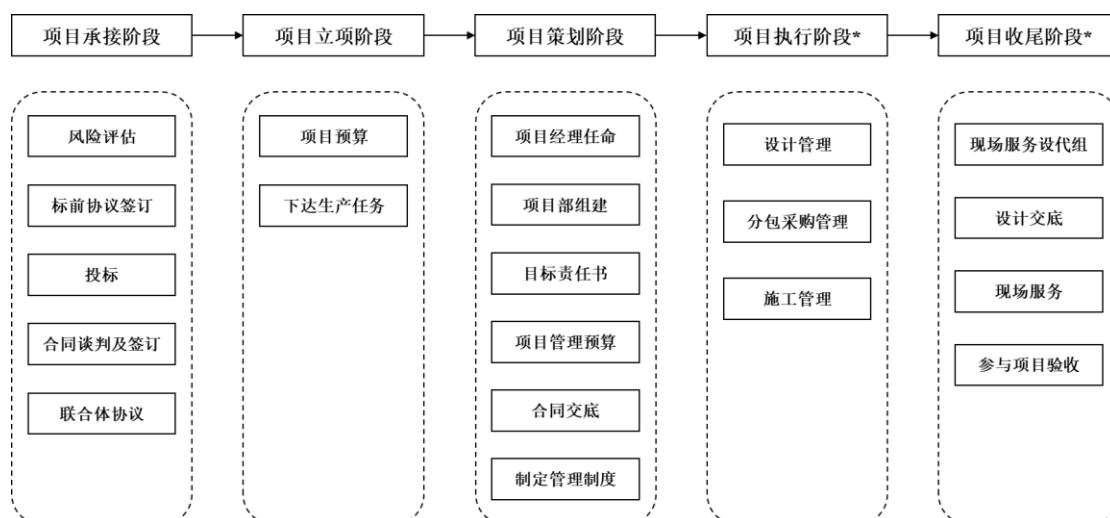 项目承接阶段
项目立项阶段
项目策划阶段
项目执行阶段*
项目收尾阶段*
风险评估
标前协议签订
投标
合同谈判及签订
联合体协议
项目预算
下达生产任务
项目经理任命
项目部组建
目标责任书
项目管理预算
合同交底
制定管理制度
设计管理
分包采购管理
施工管理
现场服务设代组
设计交底
现场服务
参与项目验收